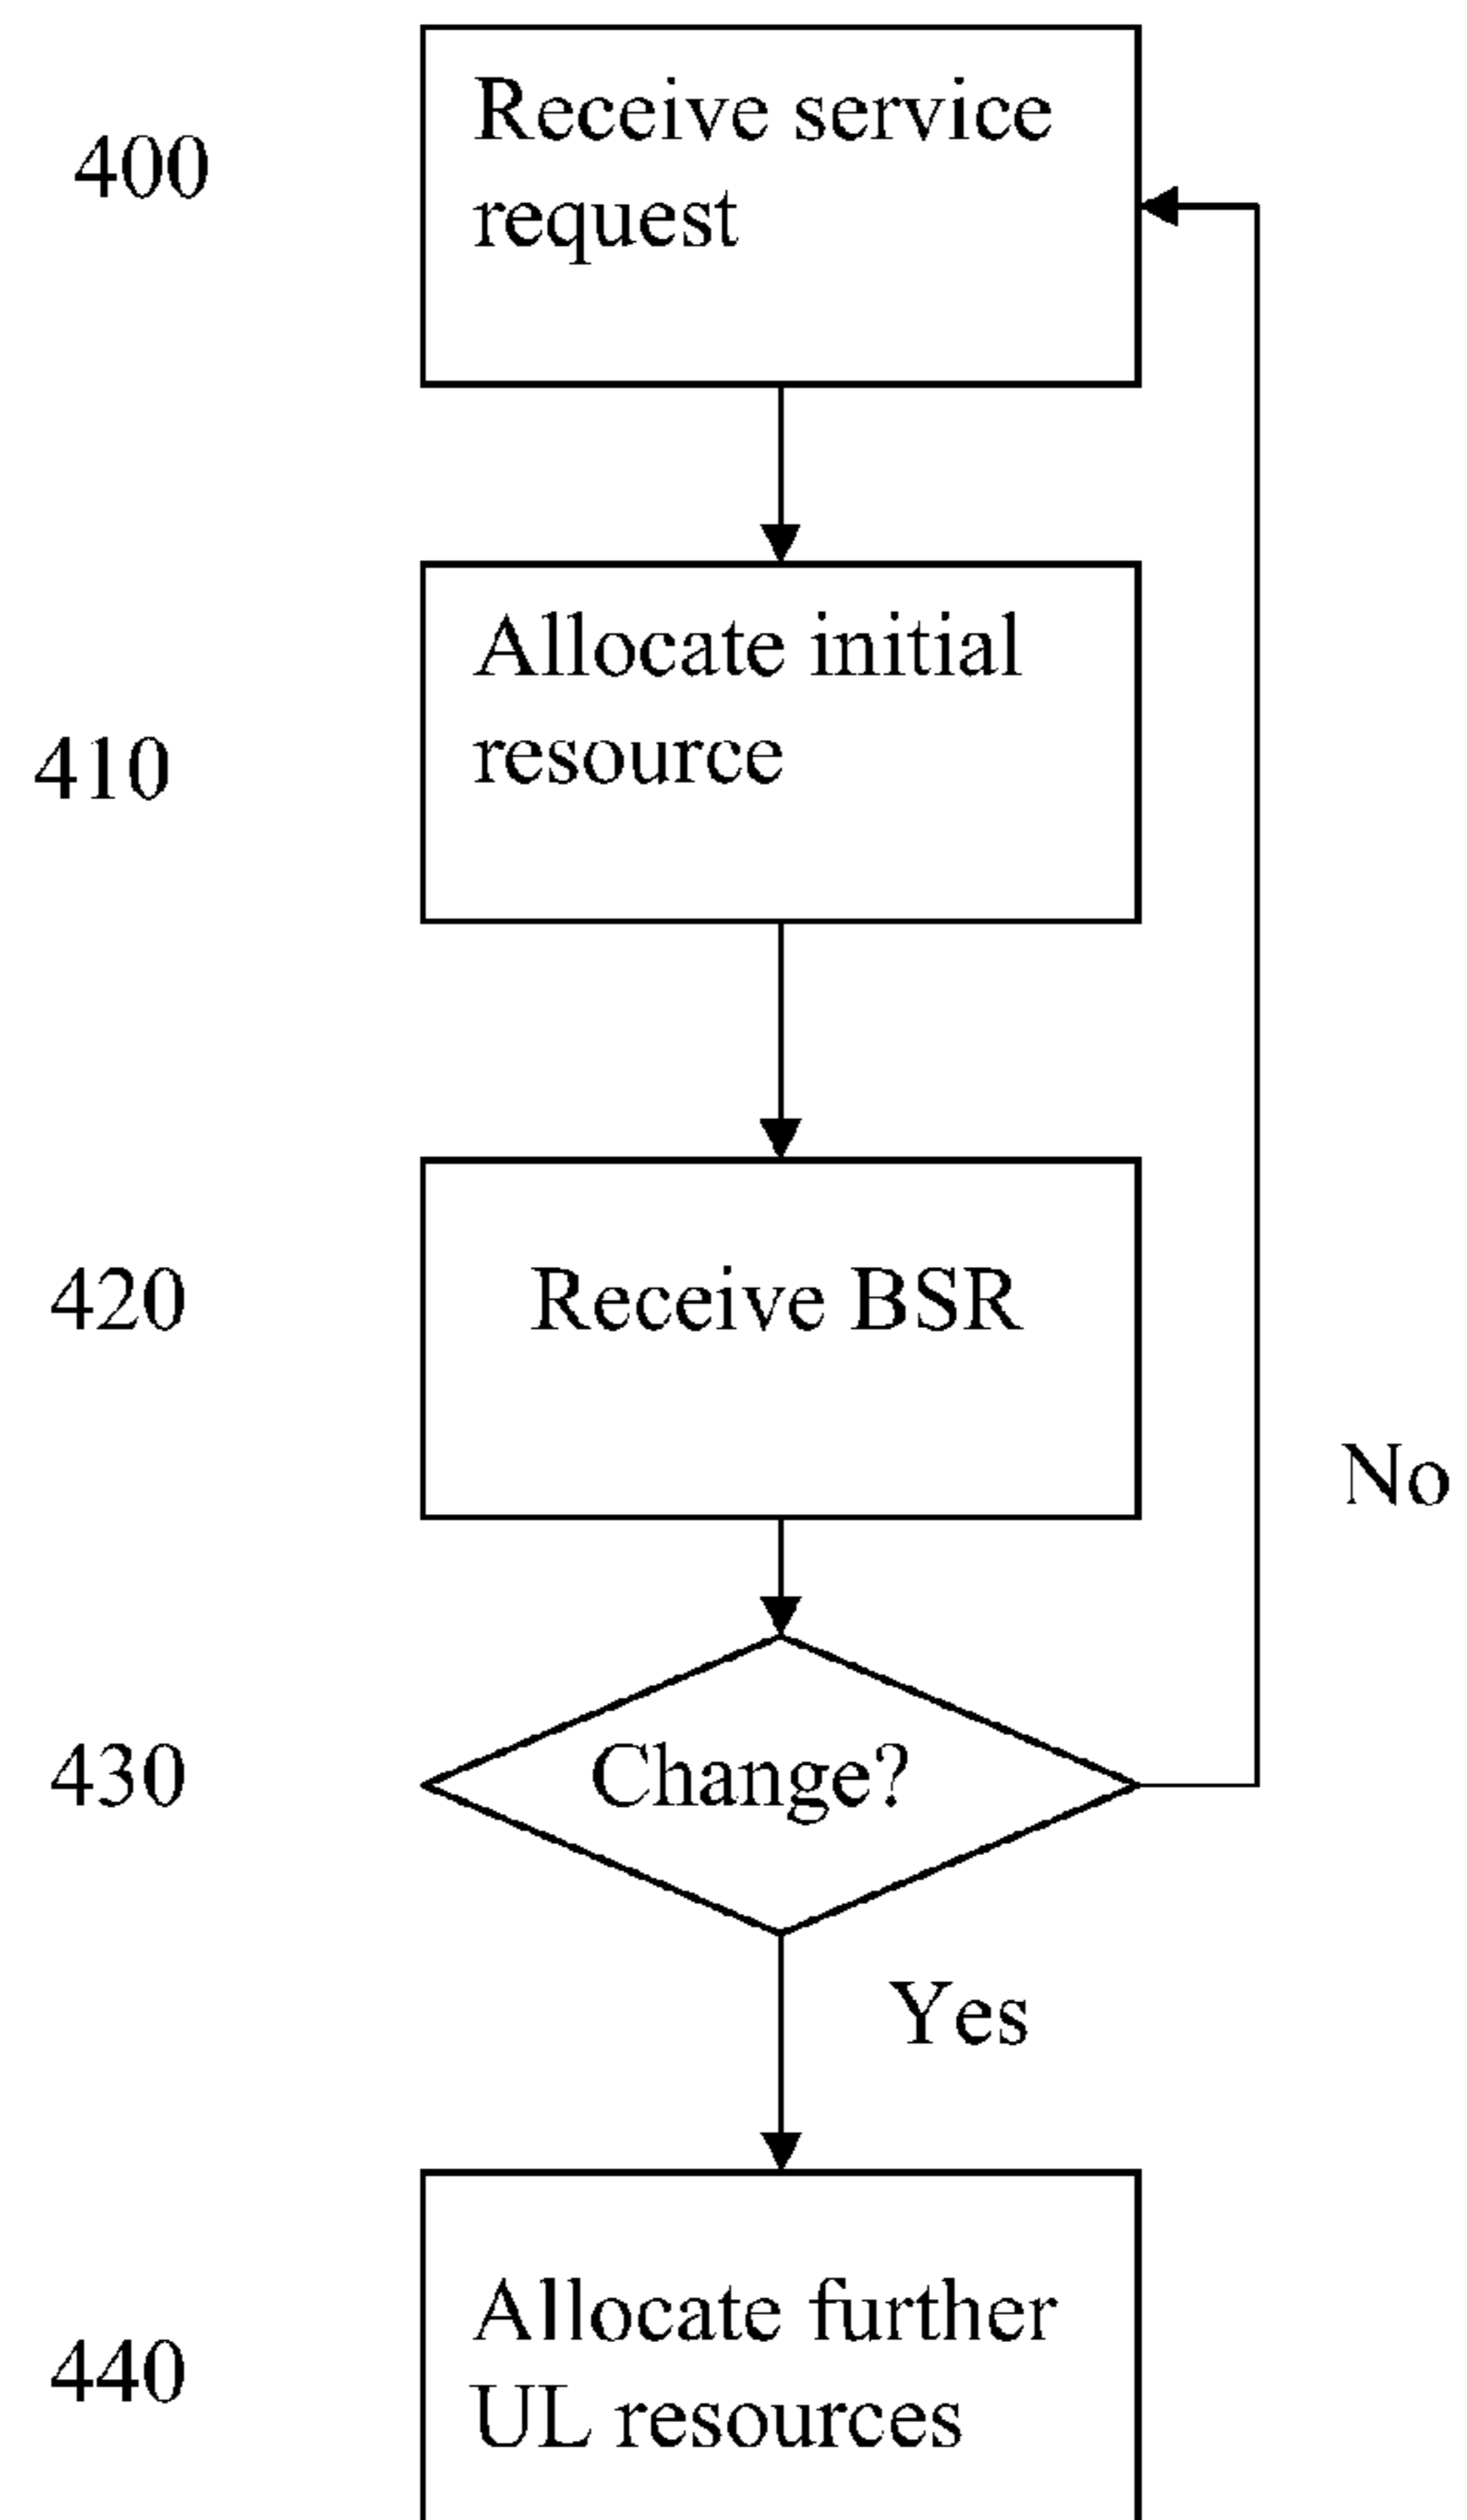 400
Receive service
request
410
Allocate initial
resource
420
Receive BSR
No
430
Change?
Yes
440
Allocate further
UL resources